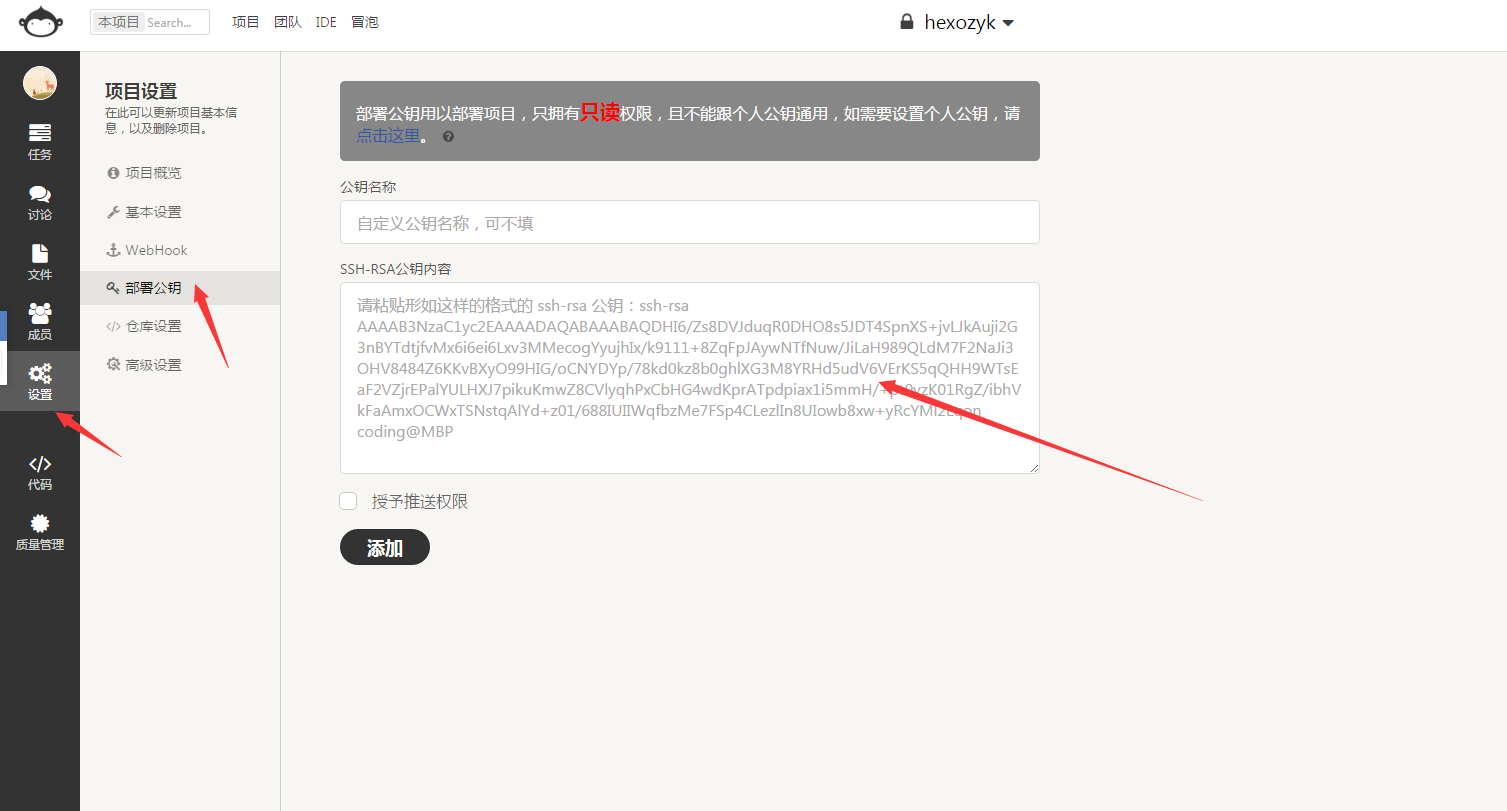 本项目 Search... 项目 团队 IDE 冒泡 hexozyk
任务
讨论
文件
成员
设置
代码
质量管理
项目设置
在此可以更新项目基本信
息，以及删除项目。
项目概览
基本设置
WebHook
部署公钥
仓库设置
高级设置
部署公钥用以部署项目，只拥有只读权限，且不能跟个人公钥通用，如需要设置个人公钥，请
点击这里。
公钥名称
自定义公钥名称，可不填
SSH-RSA公钥内容
请粘贴形如这样的格式的 ssh-rsa 公钥：ssh-rsa
AAAAB3NzaC1yc2EAAAADAQABAAABAQDHI6/Zs8DVJduqR0DHO8s5JDT4SpnXS+jvLJkAuji2G
3nBYTdtjfvMx6i6ei6Lxv3MMecogYyujhIx/k9111+8ZqFpJAywNTfNuw/JiLaH989QLdM7F2NaJi3
OHV8484Z6KKvBXyO99HIG/oCNYDYp/78kd0kz8b0ghlXG3M8YRHd5udV6VErKS5qQHH9WTsE
aF2VZjrEPalYULHXJ7pikuKmwZ8CVlyqhPxCbHG4wdKprATpdpiax1i5mmH/
kFaAmxOCWxTSNstqAlYd+z01/688IUIIWqfbzMe7FSp4CLezlIn8UIowb8xw+yRcYMl2Lqon
coding@MBP
授予推送权限
添加